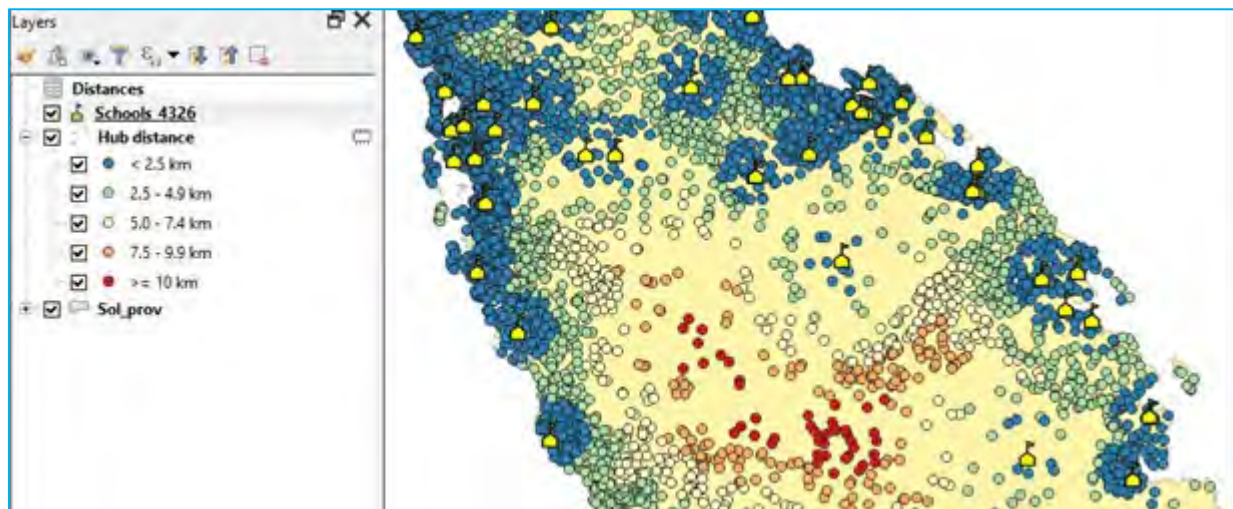 Layers
Distances
Schools 4326
Hub distance
< 2.5 km
2.5 - 4.9 km
5.0 - 7.4 km
7.5 - 9.9 km
>= 10 km
Sol_prov